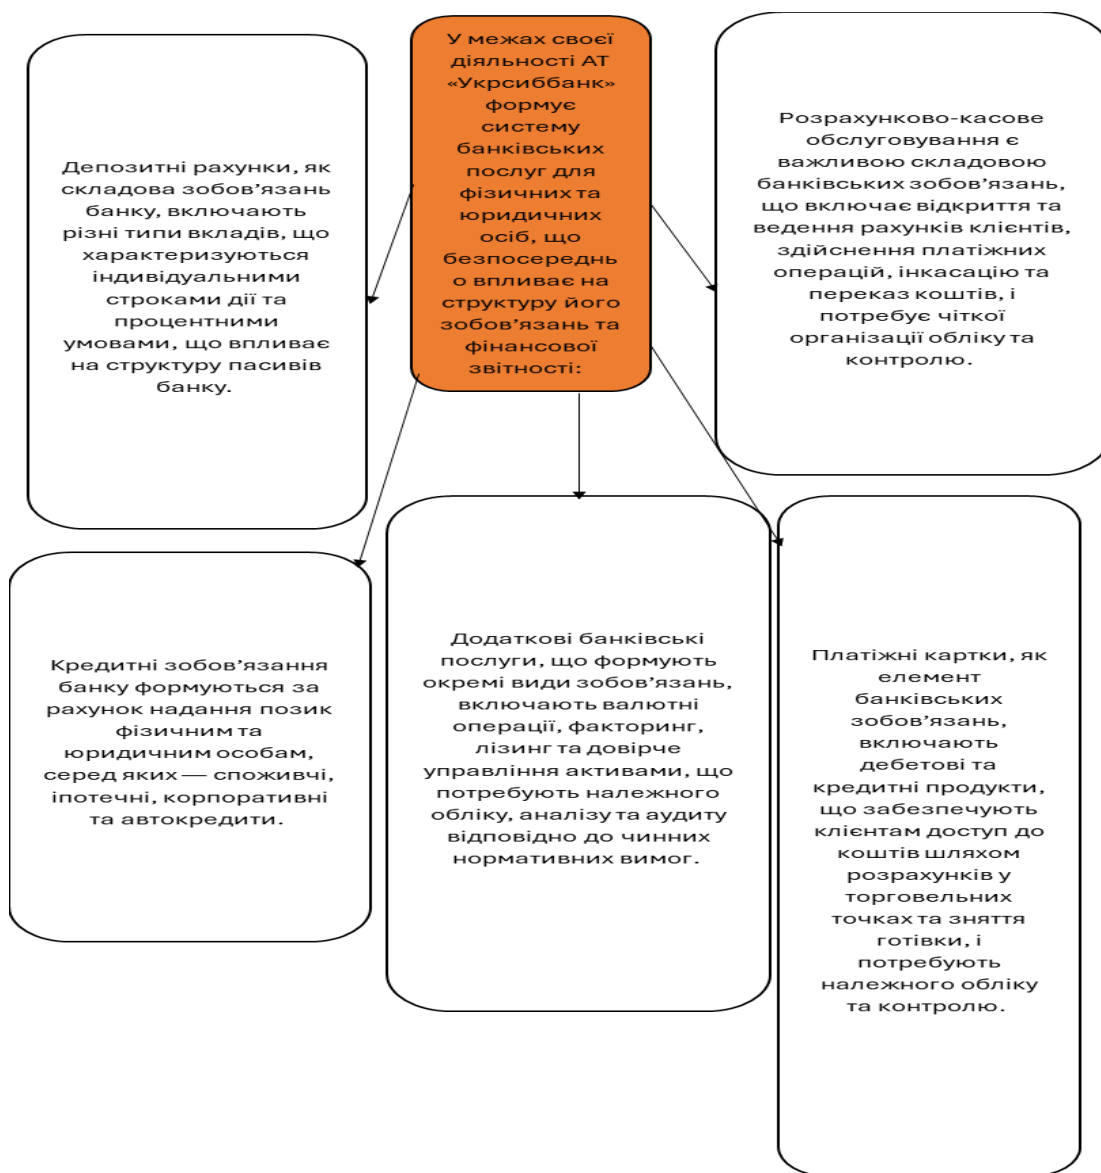 У межах своєї
діяльності АТ
«Укрсиббанк»
формує
систему
банківських
послуг для
фізичних та
юридичних
осіб, що
безпосереднь
о впливає на
структуру його
зобов’язань та
фінансової
звітності:
Депозитні рахунки, як
складова зобов’язань
банку, включають
різні типи вкладів, що
характеризуються
індивідуальними
строками дії та
процентними
умовами, що впливає
на структуру пасивів
банку.
Розрахунково-касове
обслуговування є
важливою складовою
банківських зобов’язань,
що включає відкриття та
ведення рахунків клієнтів,
здійснення платіжних
операцій, інкасацію та
переказ коштів, і
потребує чіткої
організації обліку та
контролю.
Кредитні зобов’язання
банку формуються за
рахунок надання позик
фізичним та
юридичним особам,
серед яких — споживчі,
іпотечні, корпоративні
та автокредити.
Додаткові банківські
послуги, що формують
окремі види зобов’язань,
включають валютні
операції, факторинг,
лізинг та довірче
управління активами, що
потребують належного
обліку, аналізу та аудиту
відповідно до чинних
нормативних вимог.
Платіжні картки, як
елемент
банківських
зобов’язань,
включають
дебетові та
кредитні продукти,
що забезпечують
клієнтам доступ до
коштів шляхом
розрахунків у
торговельних
точках та зняття
готівки, і
потребують
належного обліку
та контролю.